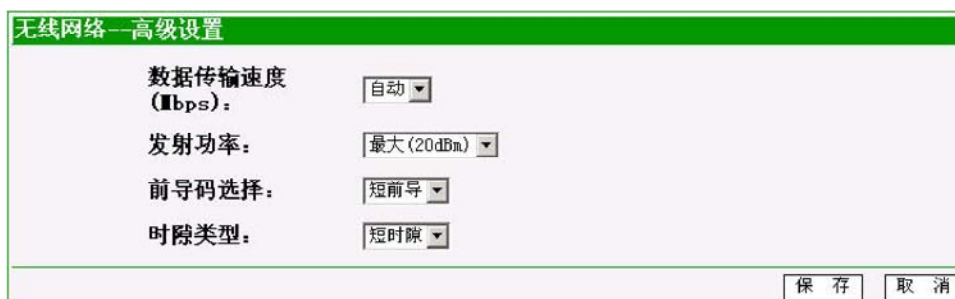 无线网络--高级设置
数据传输速度
(Mbps):
自动
发射功率:
最大(20dBm)
前导码选择:
短前导
时隙类型:
短时隙
保 存
取 消